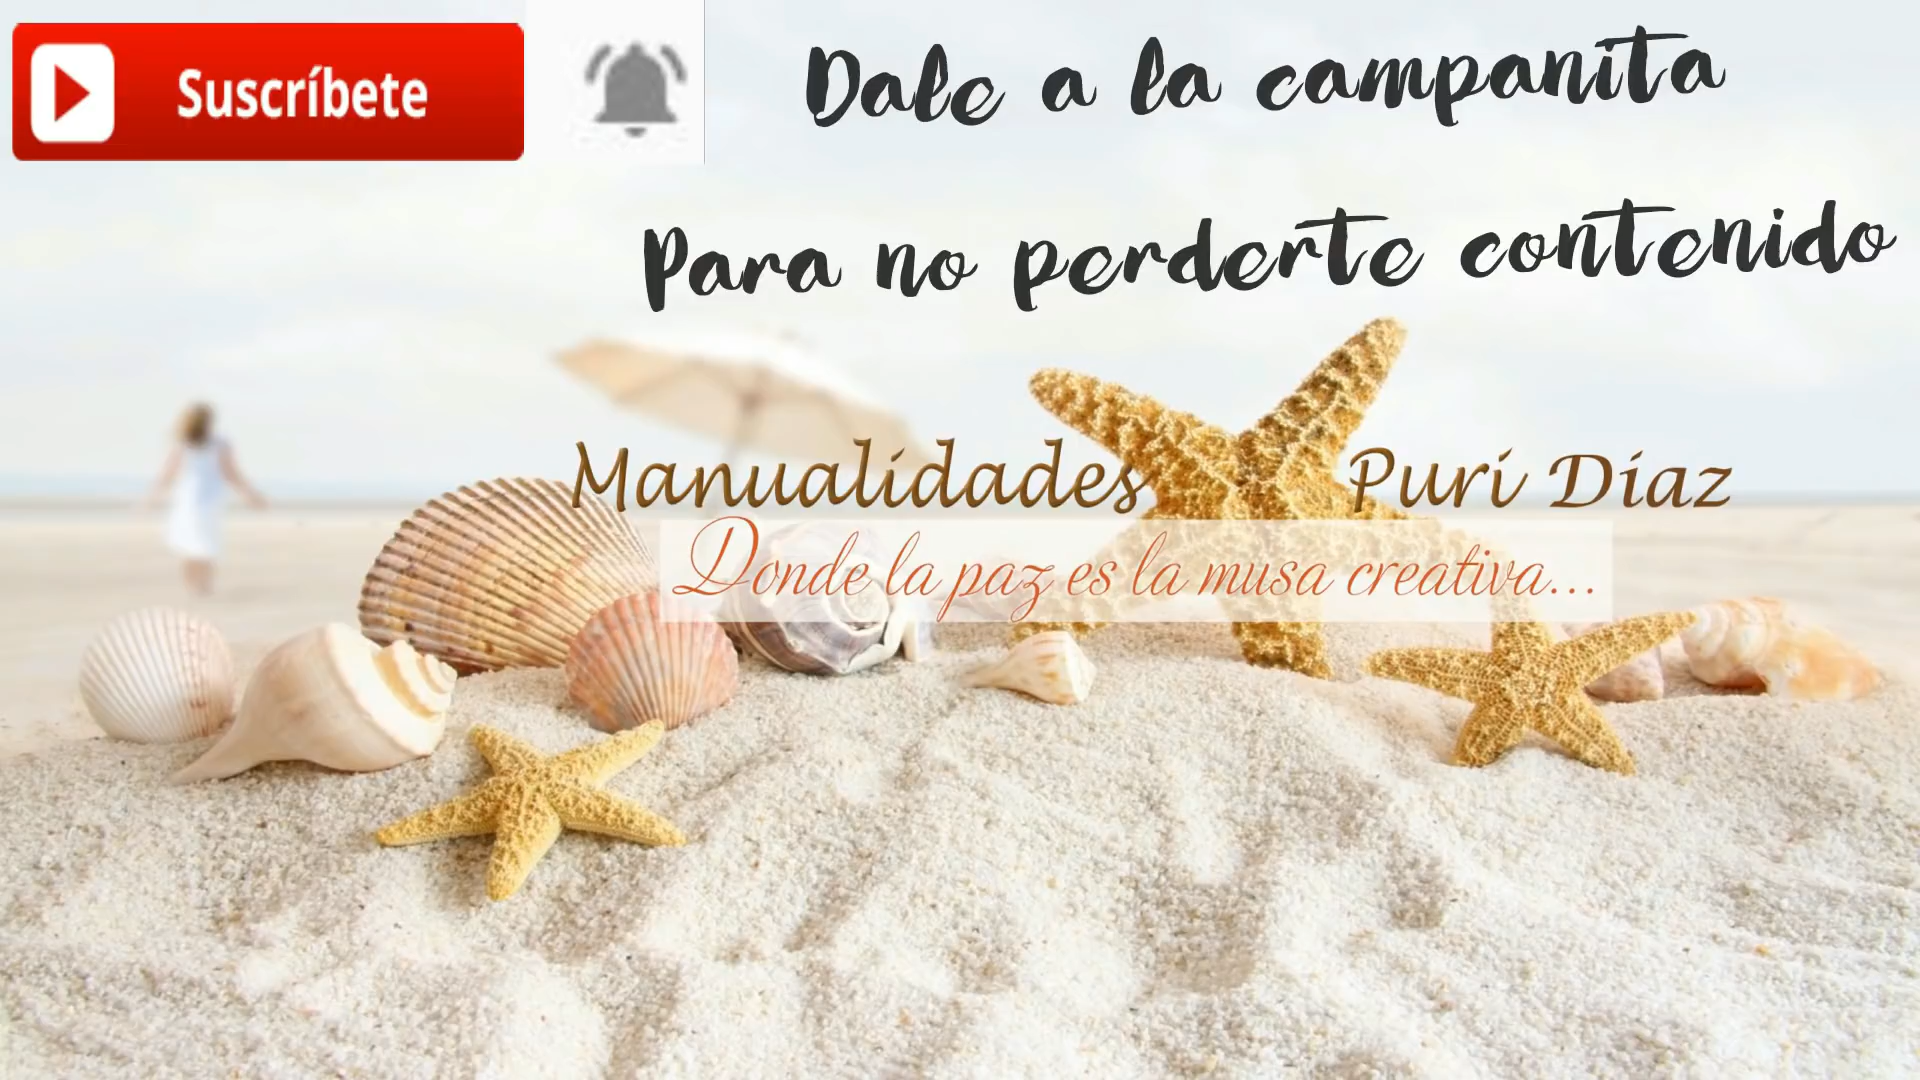 Suscríbete
Dale a la campanita
Para no perderte contenido
Manualidades Puri Díaz
Donde la paz es la musa creativa...